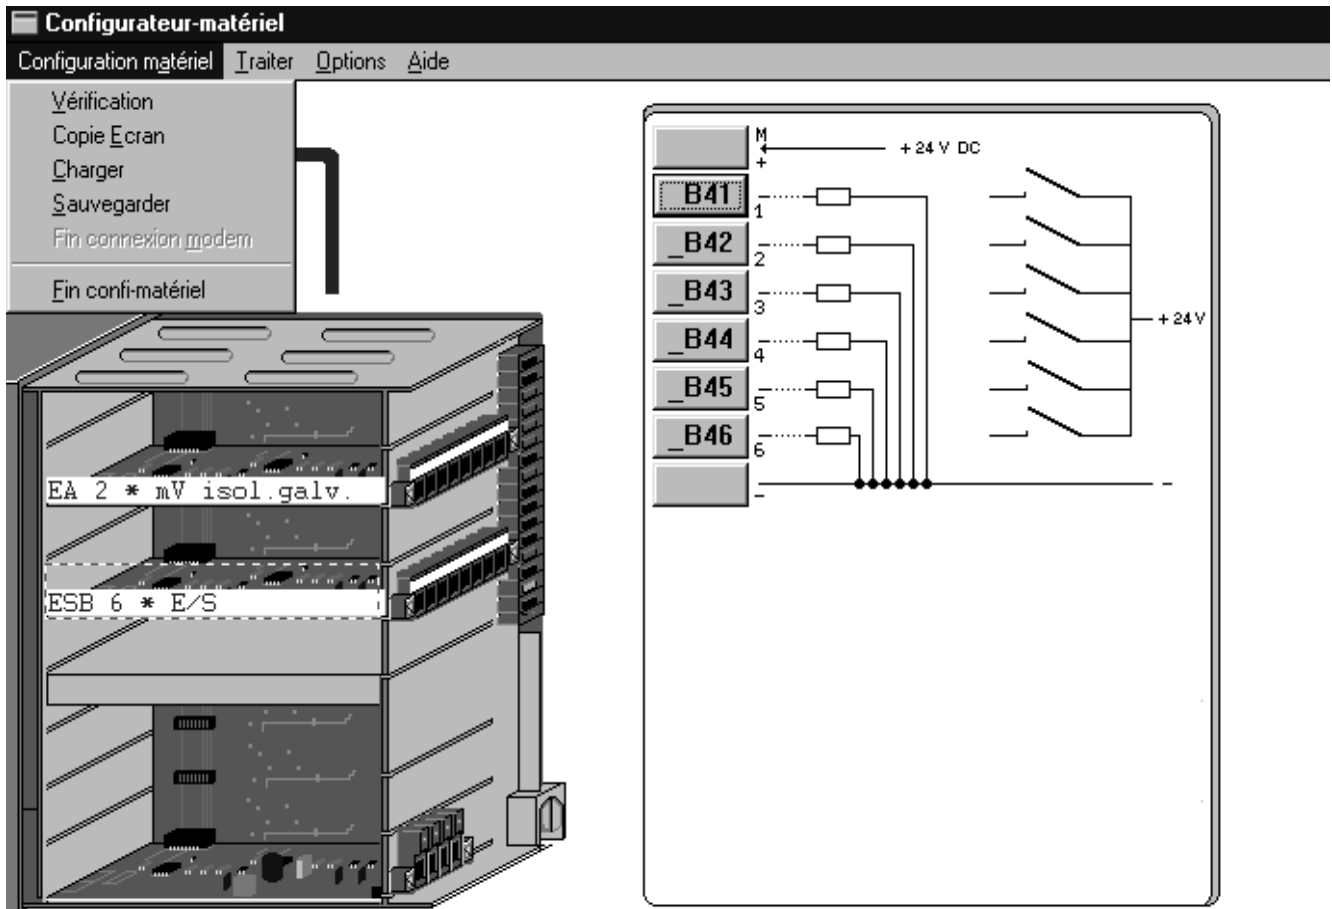 Configurateur-matériel
Configuration matériel Traiter Options Aide
Vérification
Copie Ecran
Charger
Sauvegarder
Fin connexion modem
Fin confi-matériel
M
+
+ 24 V DC
_B41 1
_B42 2
_B43 3
_B44 4
_B45 5
_B46 6
+ 24 V
- -
EA 2 * mV isol.galv.
ESB 6 * E/S